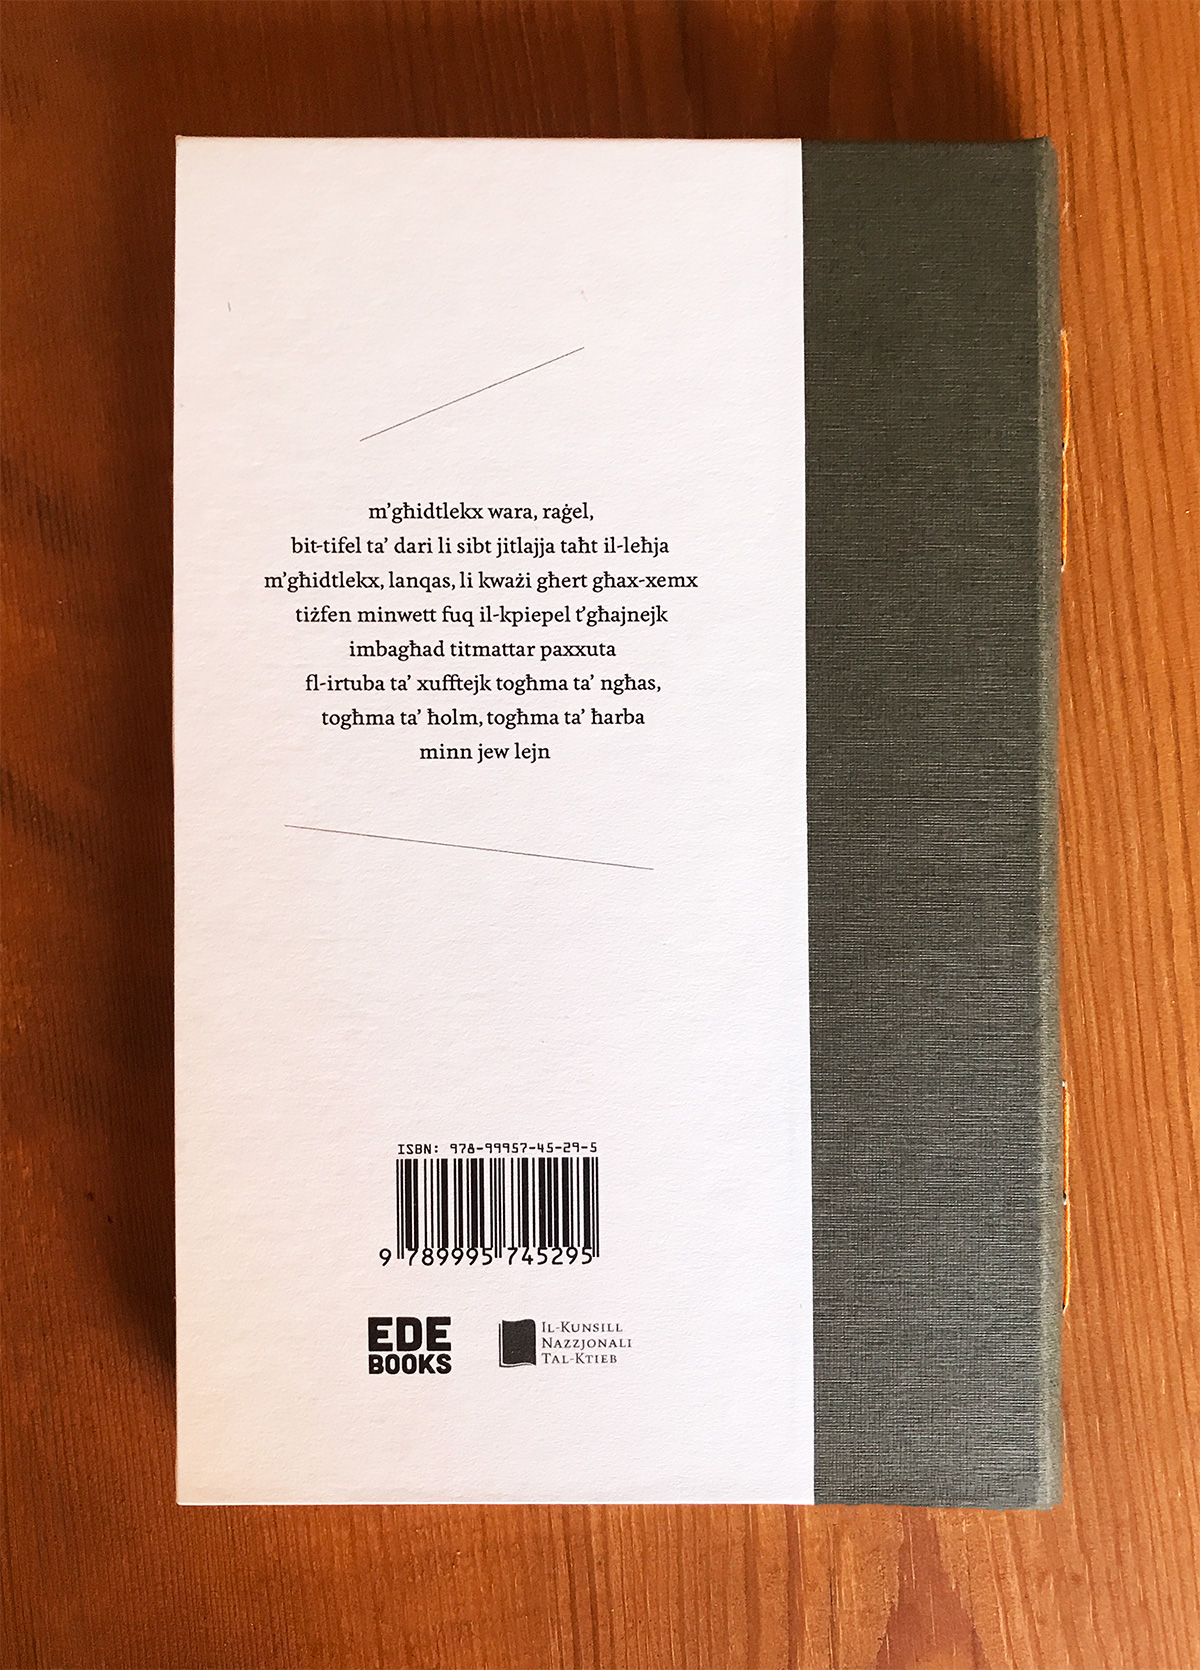 m'għidtlekx wara, raġel,
bit-tifel ta' dari li sibt jitlajja taħt il-leħja
m'għidtlekx, lanqas, li kważi għert għax-xemx
tiżfen minwett fuq il-kpiepel t'għajnejk
imbagħad titmattar paxxuta
fl-irtuba ta' xufftejk togħma ta' ngħas,
togħma ta' ħolm, togħma ta' ħarba
minn jew lejn
ISBN: 978-99957-45-29-5
9 789995 745295
EDE
BOOKS
Il-Kunsill
Nazzjonali
Tal-Ktieb